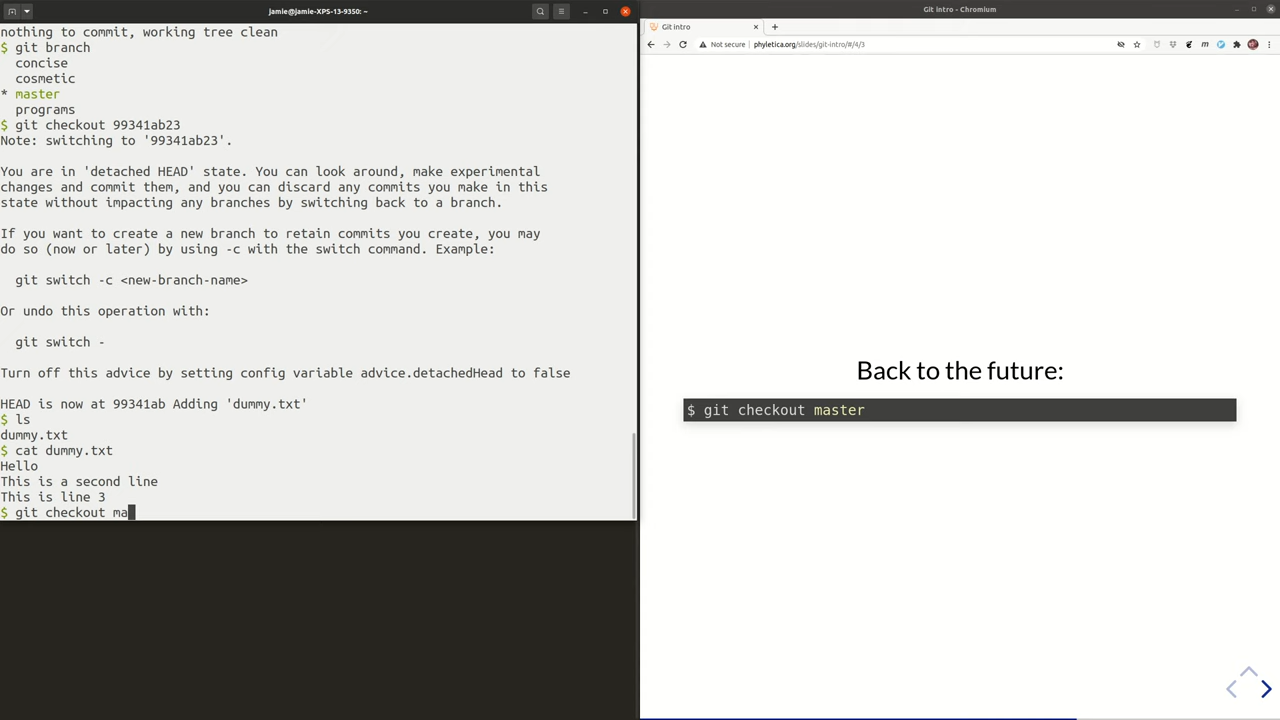 jamie@jamie-XPS-13-9350: ~
nothing to commit, working tree clean
$ git branch
concise
cosmetic
* master
programs
$ git checkout 99341ab23
Note: switching to '99341ab23'.
You are in 'detached HEAD' state. You can look around, make experimental
changes and commit them, and you can discard any commits you make in this
state without impacting any branches by switching back to a branch.
If you want to create a new branch to retain commits you create, you may
do so (now or later) by using -c with the switch command. Example:
git switch -c <new-branch-name>
Or undo this operation with:
git switch -
Turn off this advice by setting config variable advice.detachedHead to false
HEAD is now at 99341ab Adding 'dummy.txt'
$ ls
dummy.txt
$ cat dummy.txt
Hello
This is a second line
This is line 3
$ git checkout ma
Git intro - Chromium
Git intro
Not secure
phyletica.org/slides/git-intro/#/4/3
m
Back to the future:
$ git checkout master